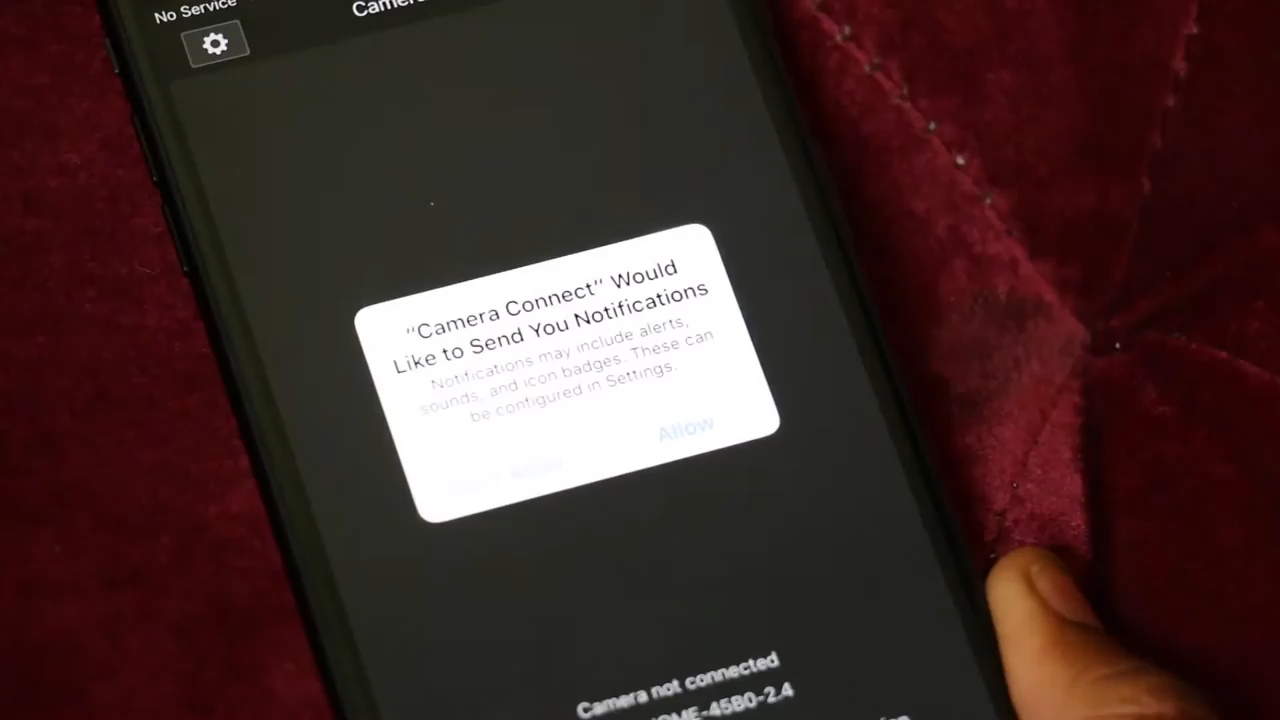 No Service
Camera
"Camera Connect" Would
Like to Send You Notifications
Notifications may include alerts,
sounds, and icon badges. These can
be configured in Settings.
Allow
Camera not connected
OME-45B0-2.4